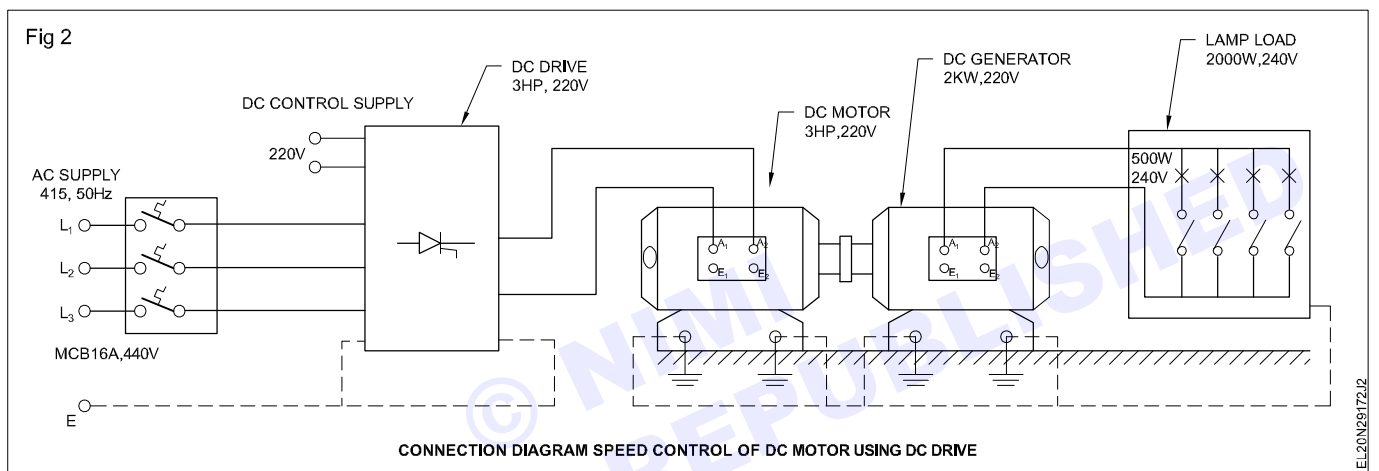 Fig 2
LAMP LOAD
2000W,240V
DC DRIVE
3HP, 220V
DC GENERATOR
2KW,220V
DC CONTROL SUPPLY
220V
DC MOTOR
3HP,220V
AC SUPPLY
415, 50Hz
500W
240V
L1
L2
L3
A1 A2
E1 E2
A1 A2
E1 E2
MCB16A,440V
E
© NIMI
REPUBLISHED
CONNECTION DIAGRAM SPEED CONTROL OF DC MOTOR USING DC DRIVE
EL20N29172J2